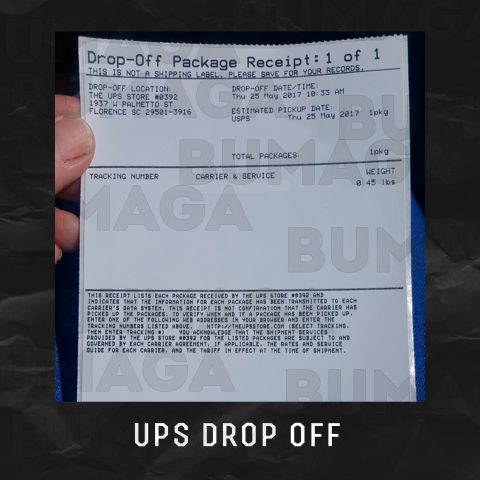 BUMAGA
Drop-Off Package Receipt: 1 of 1
THIS IS NOT A SHIPPING LABEL. PLEASE SAVE FOR YOUR RECORDS.
DROP-OFF LOCATION:
THE UPS STORE #0392
1937 W PALMETTO ST
FLORENCE SC 29501-3916
DROP-OFF DATE/TIME:
Thu 25 May 2017 10:33 AM
ESTIMATED PICKUP DATE:
USPS Thu 25 May 2017 1pkg
TOTAL PACKAGES: 1pkg
TRACKING NUMBER CARRIER & SERVICE WEIGHT
0.45 lbs
BUMAGA
BUMAGA
THIS RECEIPT LISTS EACH PACKAGE RECEIVED BY THE UPS STORE #0392 AND
INDICATES THAT THE INFORMATION FOR EACH PACKAGE HAS BEEN TRANSMITTED TO EACH
CARRIER'S DATA SYSTEM. THIS RECEIPT IS NOT CONFIRMATION THAT THE CARRIER HAS
PICKED UP THE PACKAGES. TO VERIFY WHEN AND IF A PACKAGE HAS BEEN PICKED UP,
ENTER ONE OF THE FOLLOWING WEB ADDRESSES IN YOUR BROWSER AND ENTER THE
TRACKING NUMBERS LISTED ABOVE. HTTP://THEUPSSTORE.COM (SELECT TRACKING,
THEN ENTER TRACKING #) YOU ACKNOWLEDGE THAT THE SHIPMENT SERVICES
PROVIDED BY THE UPS STORE #0392 FOR THE LISTED PACKAGES ARE SUBJECT TO AND
GOVERNED BY EACH CARRIER AGREEMENT, IF APPLICABLE, THE RATES AND SERVICE
GUIDE FOR EACH CARRIER, AND THE TARIFF IN EFFECT AT THE TIME OF SHIPMENT.
UPS DROP OFF